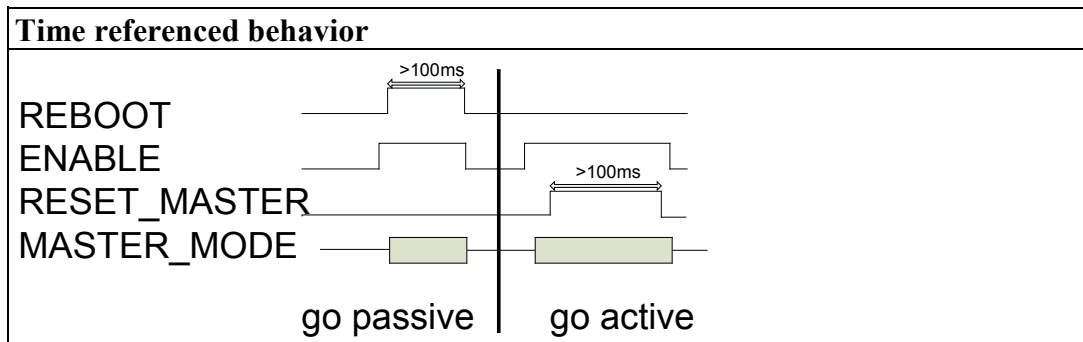 Time referenced behavior
>100ms
REBOOT
ENABLE
>100ms
RESET_MASTER
MASTER_MODE
go passive
go active